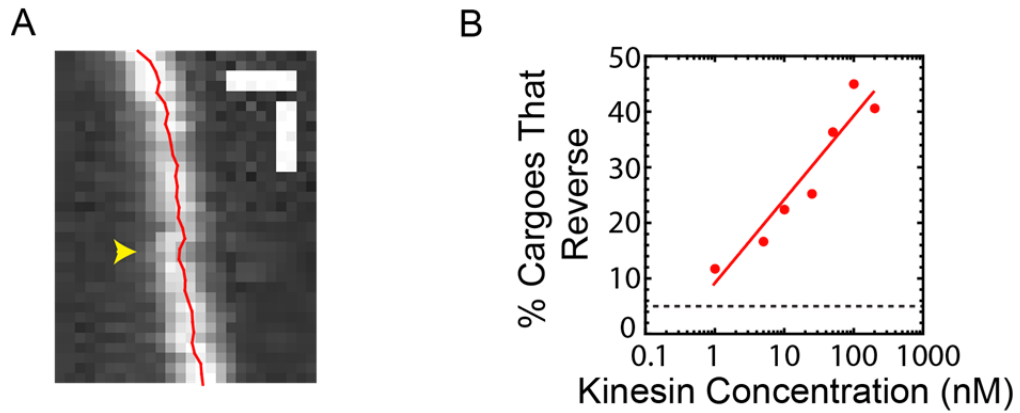 A
B
% Cargoes That
Reverse
50
40
30
20
10
0
0.1 1 10 100 1000
Kinesin Concentration (nM)